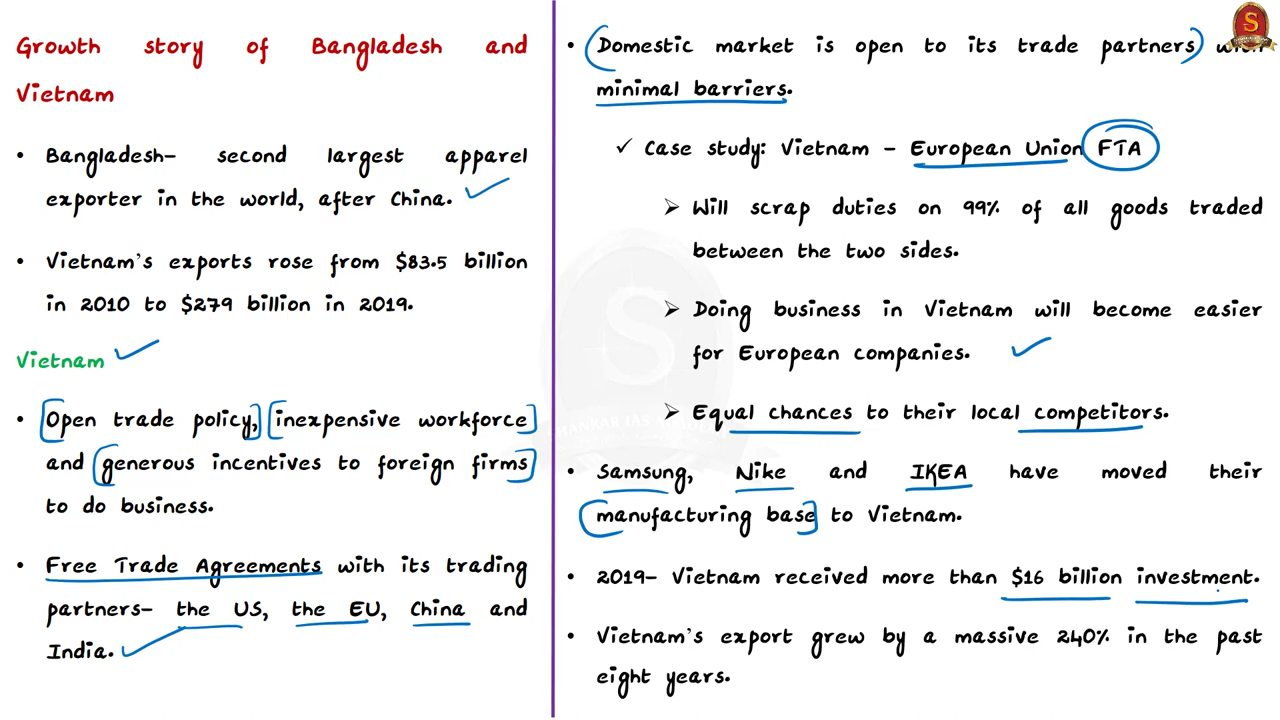 Growth story of Bangladesh and
Vietnam
• Bangladesh- second largest apparel
exporter in the world, after China.
• Vietnam's exports rose from $83.5 billion
in 2010 to $279 billion in 2019.
Vietnam
• Open trade policy, inexpensive workforce
and generous incentives to foreign firms
to do business.
• Free Trade Agreements with its trading
partners- the US, the EU, China and
India.
• Domestic market is open to its trade partners with
minimal barriers.
✓ Case study: Vietnam – European Union FTA
➢ Will scrap duties on 99% of all goods traded
between the two sides.
➢ Doing business in Vietnam will become easier
for European companies.
➢ Equal chances to their local competitors.
• Samsung, Nike and IKEA have moved their
manufacturing base to Vietnam.
• 2019- Vietnam received more than $16 billion investment.
• Vietnam's export grew by a massive 240% in the past
eight years.
S